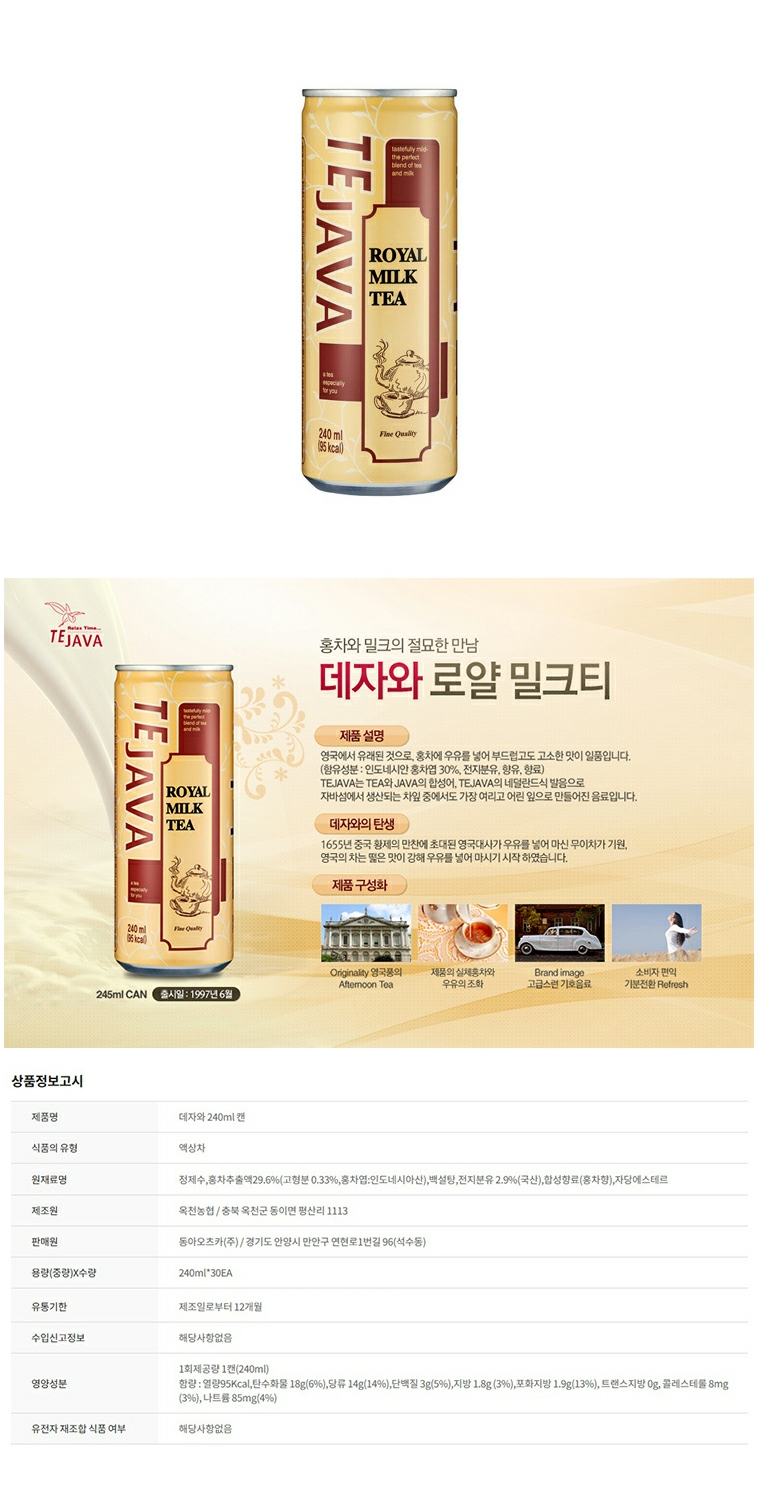 TEJAVA
tastefully mild-
the perfect
blend of tea
and milk
ROYAL
MILK
TEA
a tea
especially
for you
240 ml
(95 kcal)
Fine Quality
Relax Time...
TEJAVA
홍차와 밀크의 절묘한 만남
데자와 로얄 밀크티
TEJAVA
tastefully mild-
the perfect
blend of tea
and milk
ROYAL
MILK
TEA
a tea
especially
for you
240 ml
(95 kcal)
Fine Quality
245ml CAN 출시일 : 1997년 6월
제품 설명
영국에서 유래된 것으로, 홍차에 우유를 넣어 부드럽고도 고소한 맛이 일품입니다.
(함유성분 : 인도네시안 홍차엽 30%, 전지분유, 향유, 향료)
TEJAVA는 TEA와 JAVA의 합성어, TEJAVA의 네덜란드식 발음으로
자바섬에서 생산되는 차잎 중에서도 가장 여리고 어린 잎으로 만들어진 음료입니다.
데자와의 탄생
1655년 중국 황제의 만찬에 초대된 영국대사가 우유를 넣어 마신 무이차가 기원,
영국의 차는 떫은 맛이 강해 우유를 넣어 마시기 시작 하였습니다.
제품 구성화
Originality 영국풍의
Afternoon Tea
제품의 실체홍차와
우유의 조화
Brand image
고급스런 기호음료
소비자 편익
기분전환 Refresh
상품정보고시
제품명 데자와 240ml 캔
식품의 유형 액상차
원재료명 정제수,홍차추출액29.6%(고형분 0.33%,홍차엽:인도네시아산),백설탕,전지분유 2.9%(국산),합성향료(홍차향),자당에스테르
제조원 옥천농협 / 충북 옥천군 동이면 평산리 1113
판매원 동아오츠카(주) / 경기도 안양시 만안구 연현로1번길 96(석수동)
용량(중량)X수량 240ml*30EA
유통기한 제조일로부터 12개월
수입신고정보 해당사항없음
영양성분 1회제공량 1캔(240ml)
함량 : 열량95Kcal,탄수화물 18g(6%),당류 14g(14%),단백질 3g(5%),지방 1.8g (3%),포화지방 1.9g(13%), 트랜스지방 0g, 콜레스테롤 8mg
(3%), 나트륨 85mg(4%)
유전자 재조합 식품 여부 해당사항없음